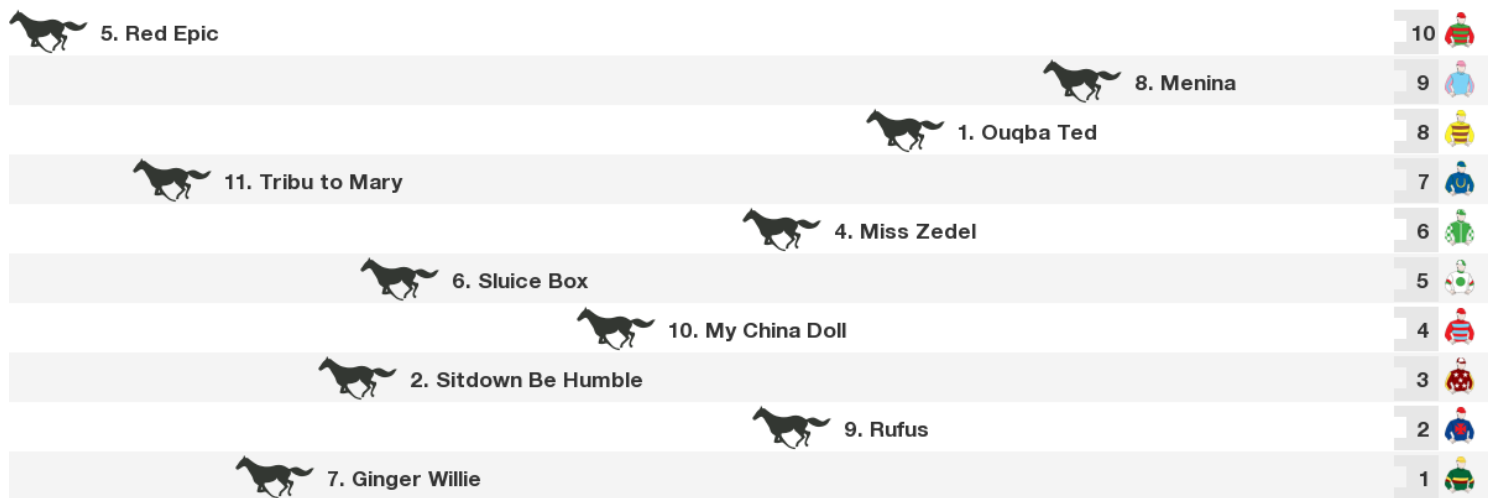 5. Red Epic 10
8. Menina 9
1. Ouqba Ted 8
11. Tribu to Mary 7
4. Miss Zedel 6
6. Sluice Box 5
10. My China Doll 4
2. Sitdown Be Humble 3
9. Rufus 2
7. Ginger Willie 1